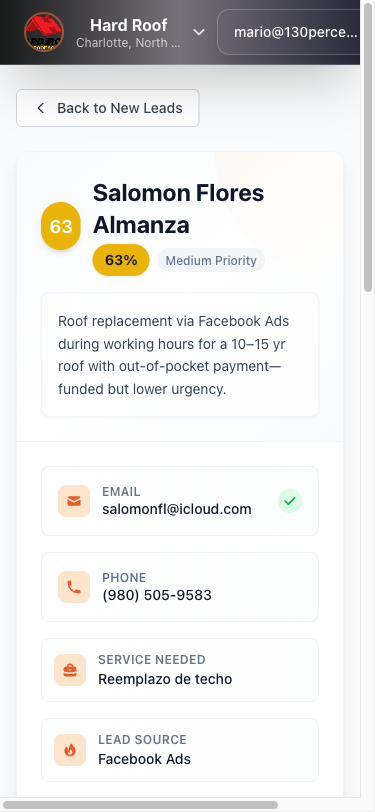 Hard Roof
Charlotte, North ...
mario@130perce...
Back to New Leads
63
Salomon Flores
Almanza
63%
Medium Priority
Roof replacement via Facebook Ads
during working hours for a 10–15 yr
roof with out-of-pocket payment—
funded but lower urgency.
EMAIL
salomonfl@icloud.com
PHONE
(980) 505-9583
SERVICE NEEDED
Reemplazo de techo
LEAD SOURCE
Facebook Ads